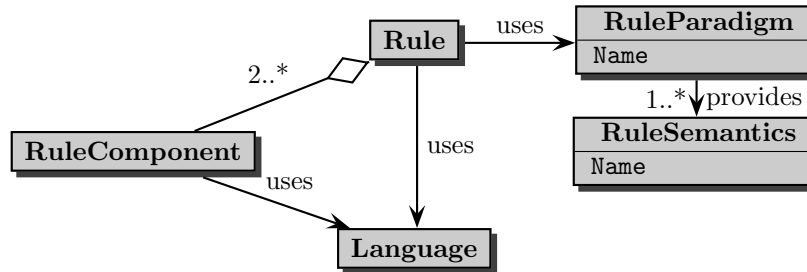 Rule
uses
RuleParadigm
Name
2..*
1..* provides
RuleComponent
uses
RuleSemantics
Name
uses
Language